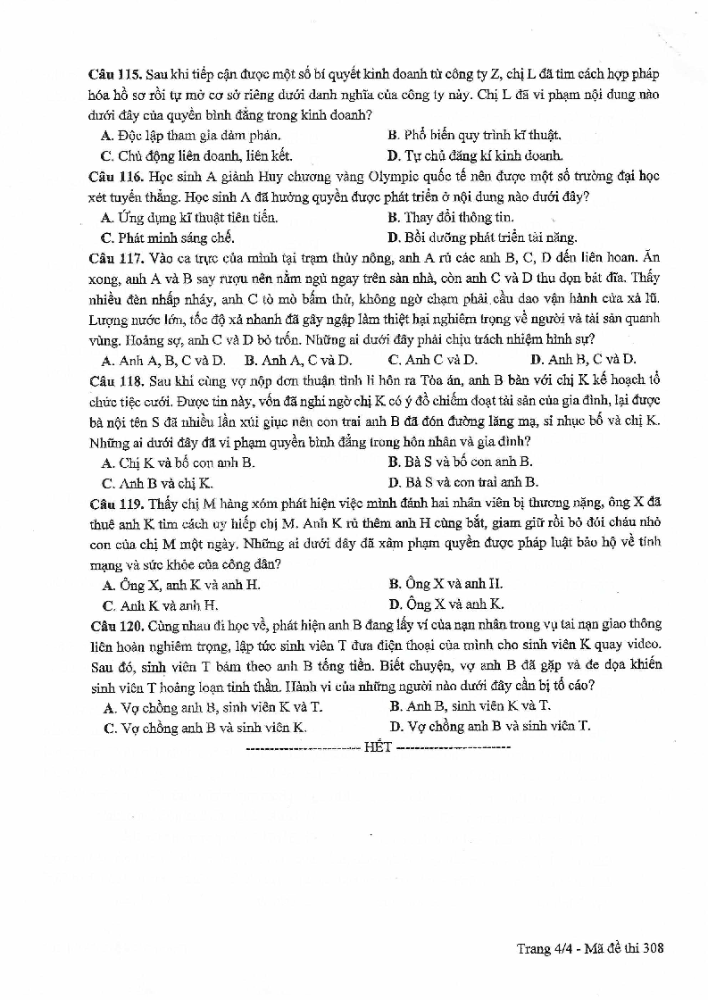 Câu 115. Sau khi tiếp cận được một số bí quyết kinh doanh từ công ty Z, chị L đã tìm cách hợp pháp
hóa hồ sơ rồi tự mở cơ sở riêng dưới danh nghĩa của công ty này. Chị L đã vi phạm nội dung nào
dưới đây của quyền bình đẳng trong kinh doanh?
A. Độc lập tham gia đàm phán. B. Phổ biến quy trình kĩ thuật.
C. Chủ động liên doanh, liên kết. D. Tự chủ đăng kí kinh doanh.
Câu 116. Học sinh A giành Huy chương vàng Olympic quốc tế nên được một số trường đại học
xét tuyển thẳng. Học sinh A đã hưởng quyền được phát triển ở nội dung nào dưới đây?
A. Ứng dụng kĩ thuật tiên tiến. B. Thay đổi thông tin.
C. Phát minh sáng chế. D. Bồi dưỡng phát triển tài năng.
Câu 117. Vào ca trực của mình tại trạm thủy nông, anh A rủ các anh B, C, D đến liên hoan. Ăn
xong, anh A và B say rượu nên nằm ngủ ngay trên sàn nhà, còn anh C và D thu dọn bát đĩa. Thấy
nhiều đèn nhấp nháy, anh C tò mò bấm thử, không ngờ chạm phải cầu dao vận hành cửa xả lũ.
Lượng nước lớn, tốc độ xả nhanh đã gây ngập làm thiệt hại nghiêm trọng về người và tài sản quanh
vùng. Hoảng sợ, anh C và D bỏ trốn. Những ai dưới đây phải chịu trách nhiệm hình sự?
A. Anh A, B, C và D. B. Anh A, C và D. C. Anh C và D. D. Anh B, C và D.
Câu 118. Sau khi cùng vợ nộp đơn thuận tình li hôn ra Tòa án, anh B bàn với chị K kế hoạch tổ
chức tiệc cưới. Được tin này, vốn đã nghi ngờ chị K có ý đồ chiếm đoạt tài sản của gia đình, lại được
bà nội tên S đã nhiều lần xúi giục nên con trai anh B đã đón đường lăng mạ, sỉ nhục bố và chị K.
Những ai dưới đây đã vi phạm quyền bình đẳng trong hôn nhân và gia đình?
A. Chị K và bố con anh B. B. Bà S và bố con anh B.
C. Anh B và chị K. D. Bà S và con trai anh B.
Câu 119. Thấy chị M hàng xóm phát hiện việc mình đánh hai nhân viên bị thương nặng, ông X đã
thuê anh K tìm cách uy hiếp chị M. Anh K rủ thêm anh H cùng bắt, giam giữ rồi bỏ đói cháu nhỏ
con của chị M một ngày. Những ai dưới đây đã xâm phạm quyền được pháp luật bảo hộ về tính
mạng và sức khỏe của công dân?
A. Ông X, anh K và anh H. B. Ông X và anh H.
C. Anh K và anh H. D. Ông X và anh K.
Câu 120. Cùng nhau đi học về, phát hiện anh B đang lấy ví của nạn nhân trong vụ tai nạn giao thông
liên hoàn nghiêm trọng, lập tức sinh viên T đưa điện thoại của mình cho sinh viên K quay video.
Sau đó, sinh viên T bám theo anh B tống tiền. Biết chuyện, vợ anh B đã gặp và đe dọa khiến
sinh viên T hoảng loạn tinh thần. Hành vi của những người nào dưới đây cần bị tố cáo?
A. Vợ chồng anh B, sinh viên K và T. B. Anh B, sinh viên K và T.
C. Vợ chồng anh B và sinh viên K. D. Vợ chồng anh B và sinh viên T.
------------------------ HẾT ------------------------
Trang 4/4 - Mã đề thi 308